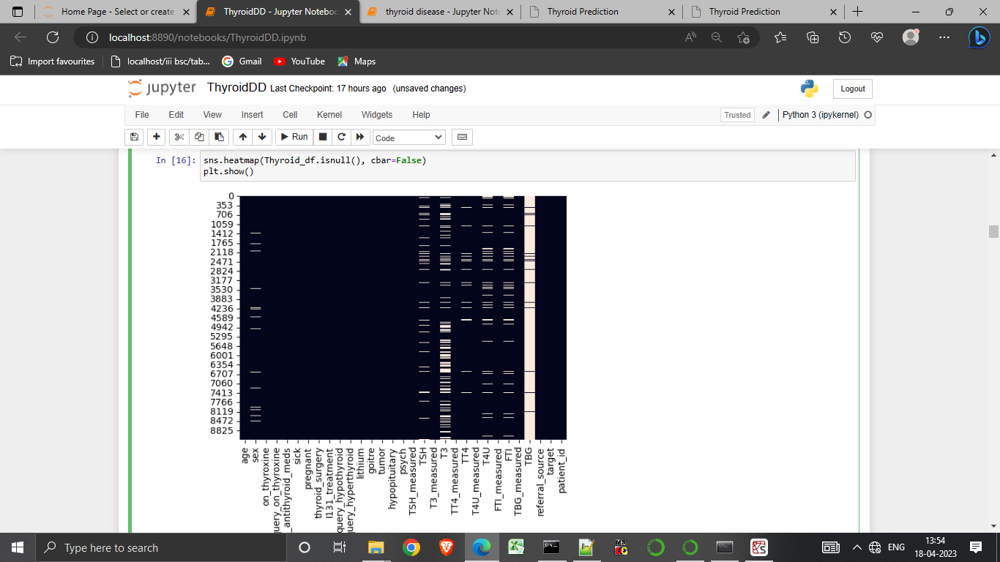 Home Page - Select or create
ThyroidDD - Jupyter Noteboo
thyroid disease - Jupyter Not
Thyroid Prediction
Thyroid Prediction
localhost:8890/notebooks/ThyroidDD.ipynb
Import favourites
localhost/iii bsc/tab...
Gmail
YouTube
Maps
jupyter
ThyroidDD Last Checkpoint: 17 hours ago (unsaved changes)
Logout
File Edit View Insert Cell Kernel Widgets Help
Trusted
Python 3 (ipykernel)
Run
Code
In [16]:
sns.heatmap(Thyroid_df.isnull(), cbar=False)
plt.show()
0
353
706
1059
1412
1765
2118
2471
2824
3177
3530
3883
4236
4589
4942
5295
5648
6001
6354
6707
7060
7413
7766
8119
8472
8825
age
sex
on_thyroxine
query_on_thyroxine
_antithyroid_meds
sick
pregnant
thyroid_surgery
I131_treatment
query_hypothyroid
query_hyperthyroid
lithium
goitre
tumor
hypopituitary
psych
TSH_measured
TSH
T3_measured
T3
TT4_measured
TT4
T4U_measured
T4U
FTI_measured
FTI
TBG_measured
TBG
referral_source
target
patient_id
Type here to search
ENG
13:54
18-04-2023